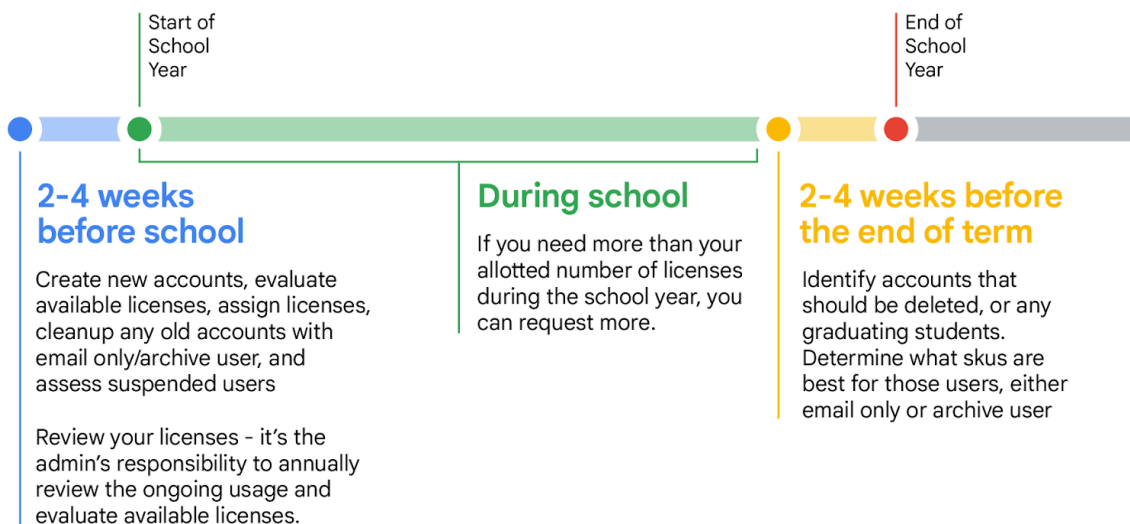 Start of
School
Year
End of
School
Year
2-4 weeks
before school
Create new accounts, evaluate
available licenses, assign licenses,
cleanup any old accounts with
email only/archive user, and
assess suspended users
Review your licenses - it’s the
admin’s responsibility to annually
review the ongoing usage and
evaluate available licenses.
During school
If you need more than your
allotted number of licenses
during the school year, you
can request more.
2-4 weeks before
the end of term
Identify accounts that
should be deleted, or any
graduating students.
Determine what skus are
best for those users, either
email only or archive user